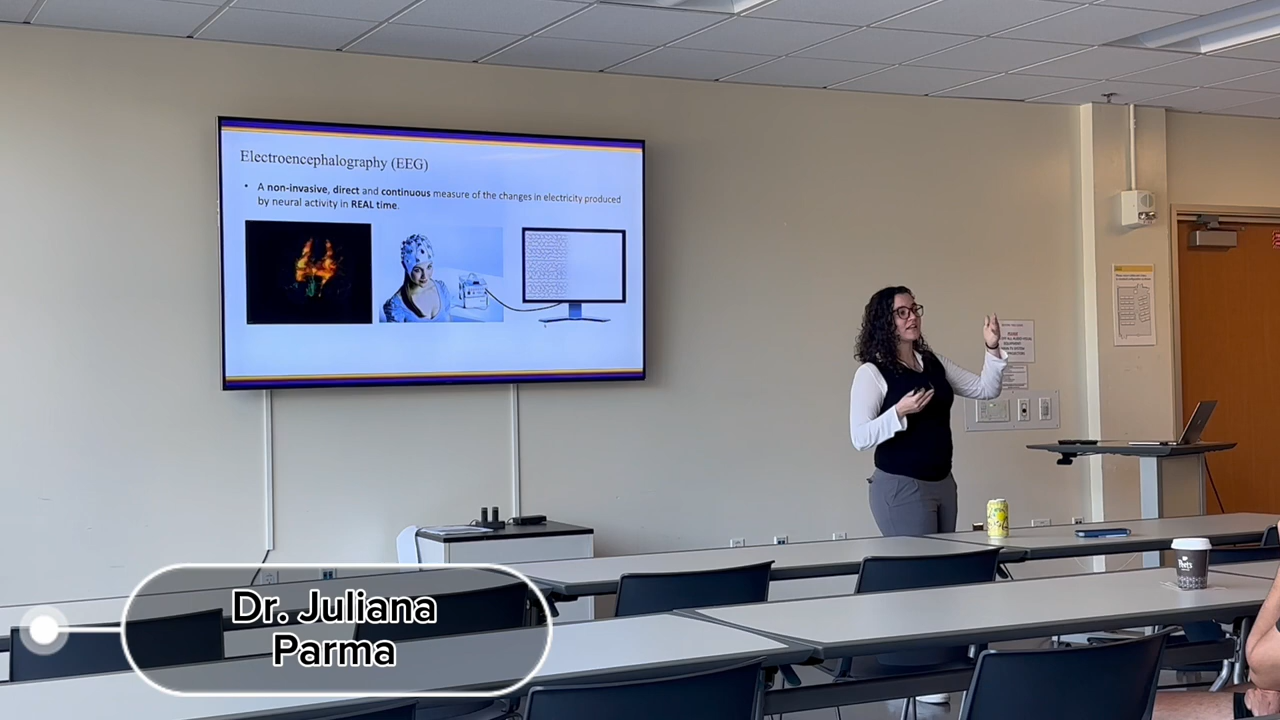 Electroencephalography (EEG)
• A non-invasive, direct and continuous measure of the changes in electricity produced
by neural activity in REAL time.
Peet's
Dr. Juliana
Parma